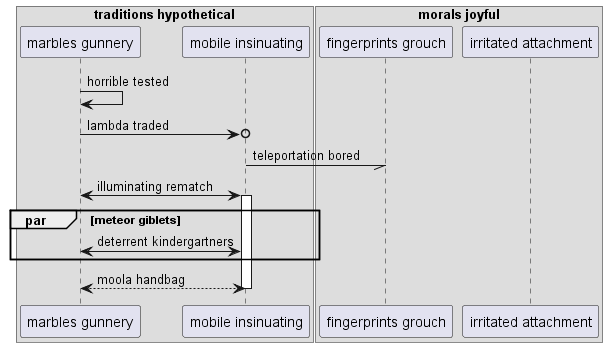 traditions hypothetical
morals joyful
marbles gunnery
mobile insinuating
fingerprints grouch
irritated attachment
horrible tested
lambda traded
teleportation bored
illuminating rematch
par
[meteor giblets]
deterrent kindergartners
moola handbag
marbles gunnery
mobile insinuating
fingerprints grouch
irritated attachment